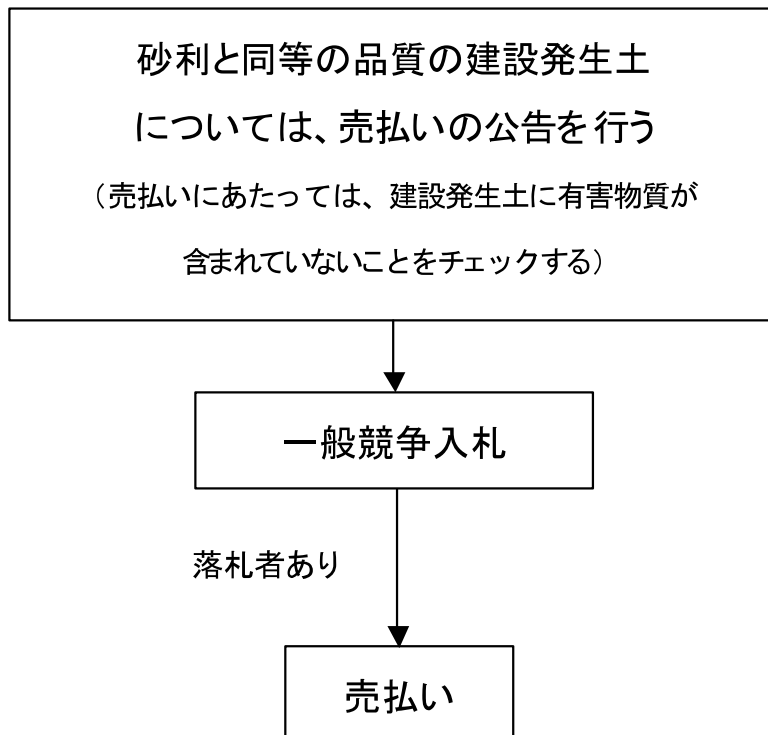 砂利と同等の品質の建設発生土
については、売払いの公告を行う
（売払いにあたっては、建設発生土に有害物質が
含まれていないことをチェックする）
一般競争入札
落札者あり
売払い